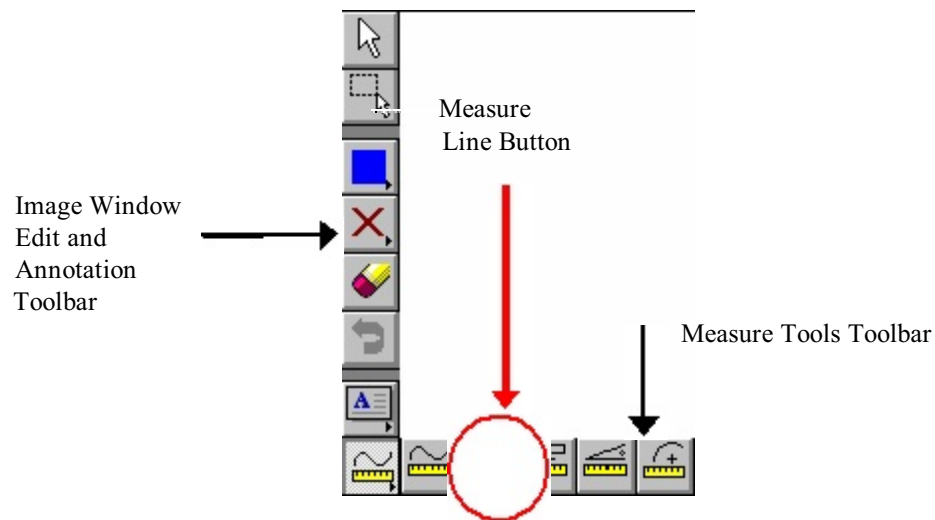 Measure
Line Button
Image Window
Edit and
Annotation
Toolbar
Measure Tools Toolbar
A